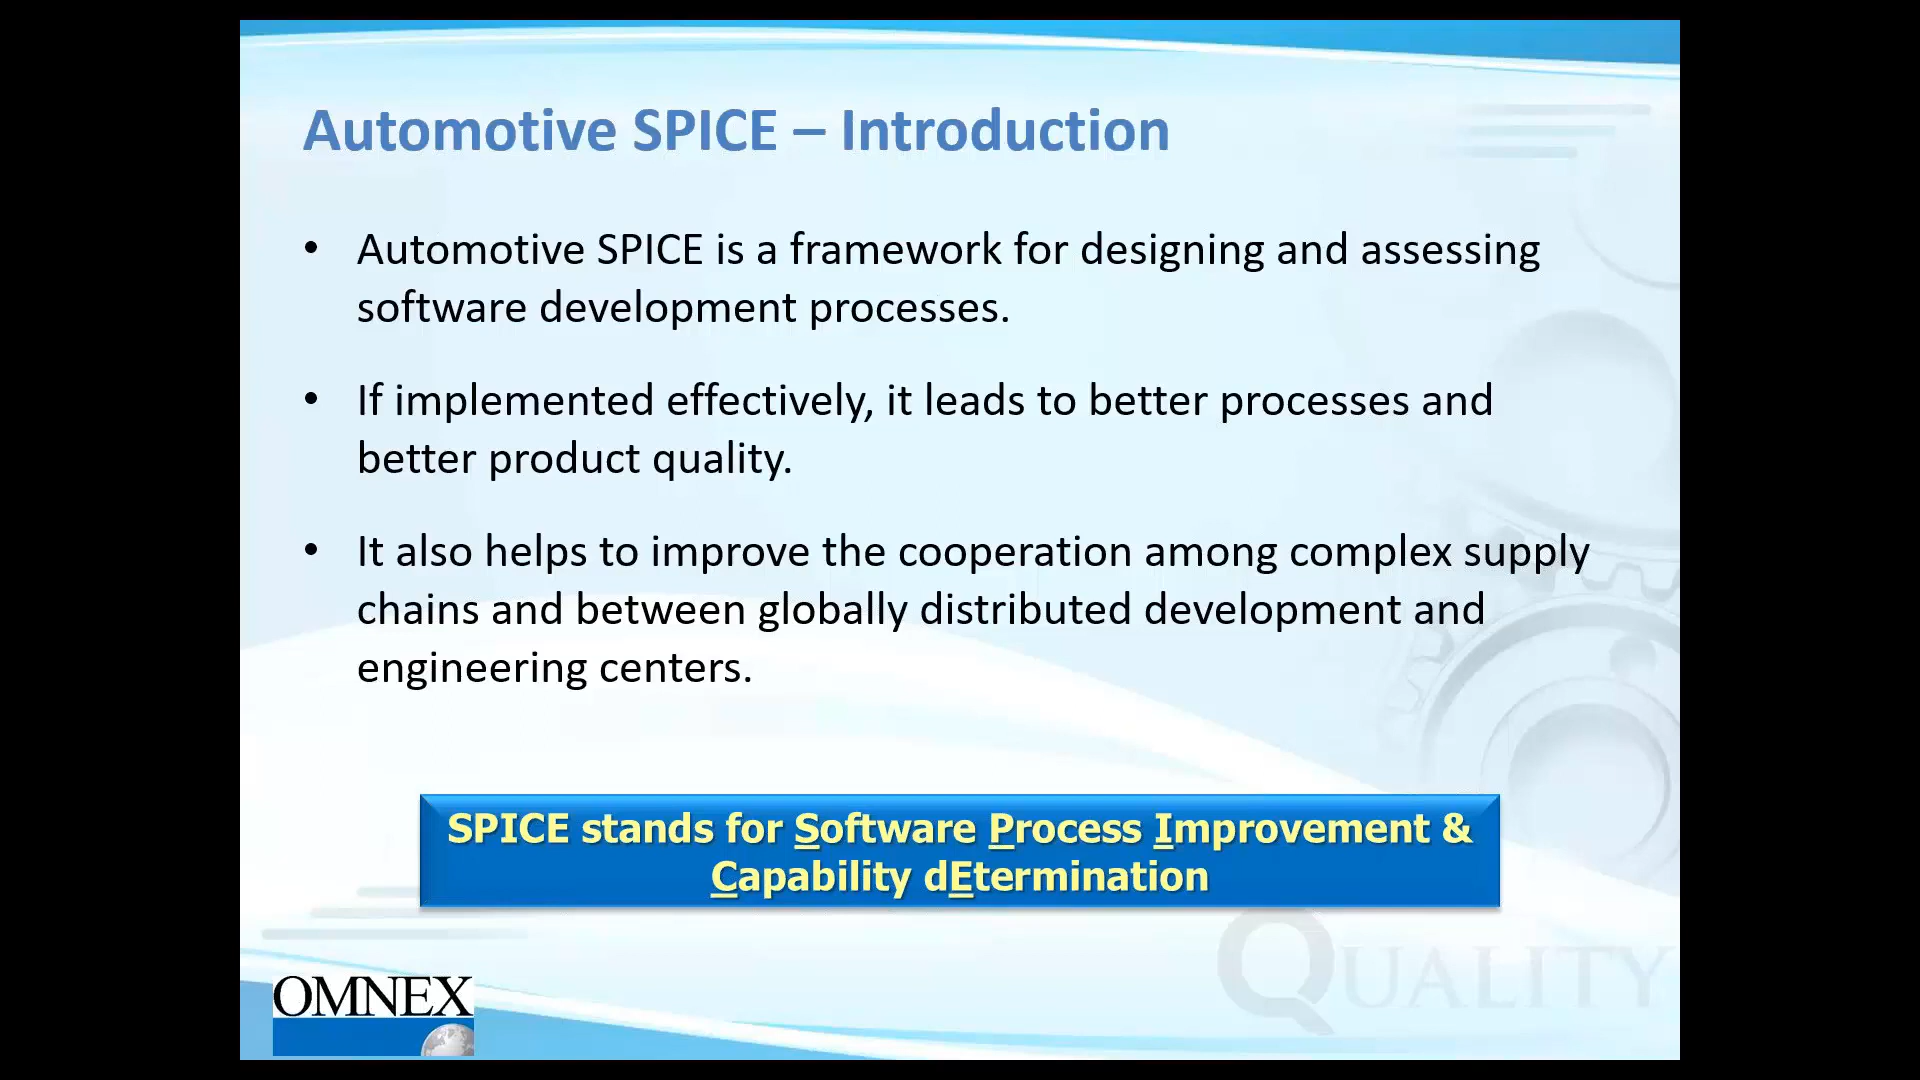 Automotive SPICE – Introduction
• Automotive SPICE is a framework for designing and assessing
software development processes.
• If implemented effectively, it leads to better processes and
better product quality.
• It also helps to improve the cooperation among complex supply
chains and between globally distributed development and
engineering centers.
SPICE stands for Software Process Improvement &
Capability dEtermination
QUALITY
OMNEX